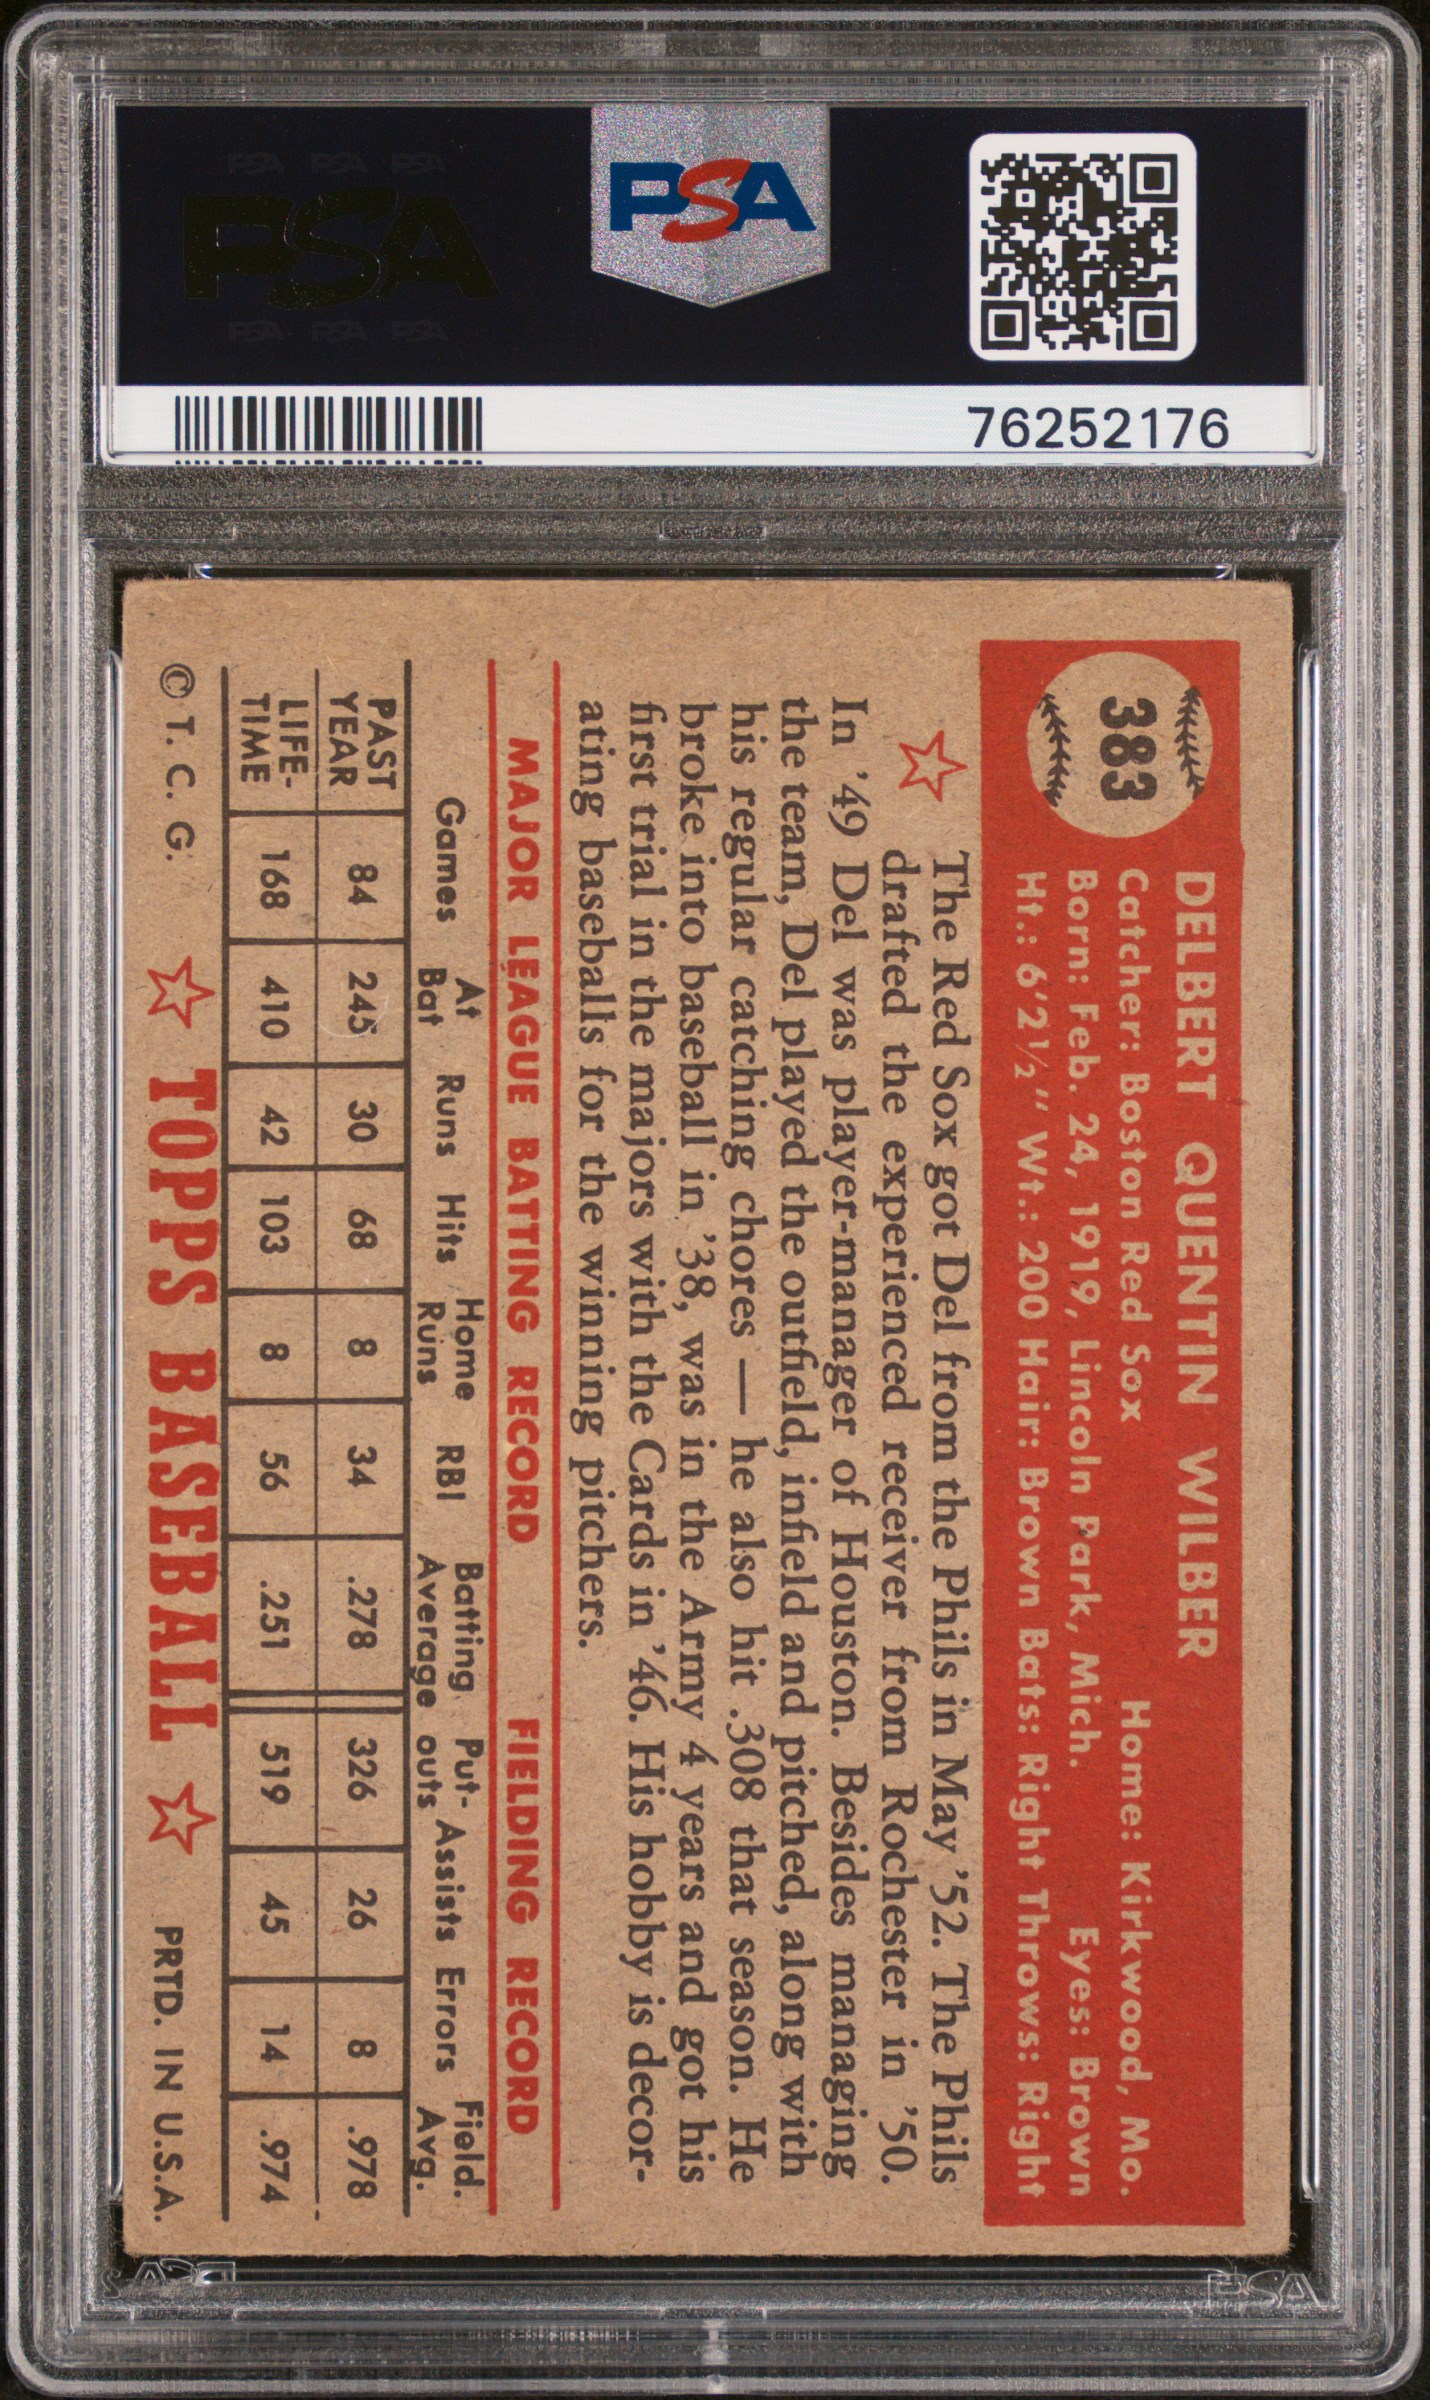 PSA PSA PSA
PSA
PSA PSA PSA
PSA
76252176
383
DELBERT QUENTIN WILBER
Catcher: Boston Red Sox Home: Kirkwood, Mo.
Born: Feb. 24, 1919, Lincoln Park, Mich. Eyes: Brown
Ht.: 6'2½" Wt.: 200 Hair: Brown Bats: Right Throws: Right
The Red Sox got Del from the Phils in May '52. The Phils
drafted the experienced receiver from Rochester in '50.
In '49 Del was player-manager of Houston. Besides managing
the team, Del played the outfield, infield and pitched, along with
his regular catching chores — he also hit .308 that season. He
broke into baseball in '38, was in the Army 4 years and got his
first trial in the majors with the Cards in '46. His hobby is decor-
ating baseballs for the winning pitchers.
MAJOR LEAGUE BATTING RECORD FIELDING RECORD
Games At Bat Runs Hits Home Runs RBI Batting Average Put-outs Assists Errors Field. Avg.
PAST YEAR 84 245 30 68 8 34 .278 326 26 8 .978
LIFE-TIME 168 410 42 103 8 56 .251 519 45 14 .974
© T. C. G. TOPPS BASEBALL PRTD. IN U.S.A.
PSA
PSA